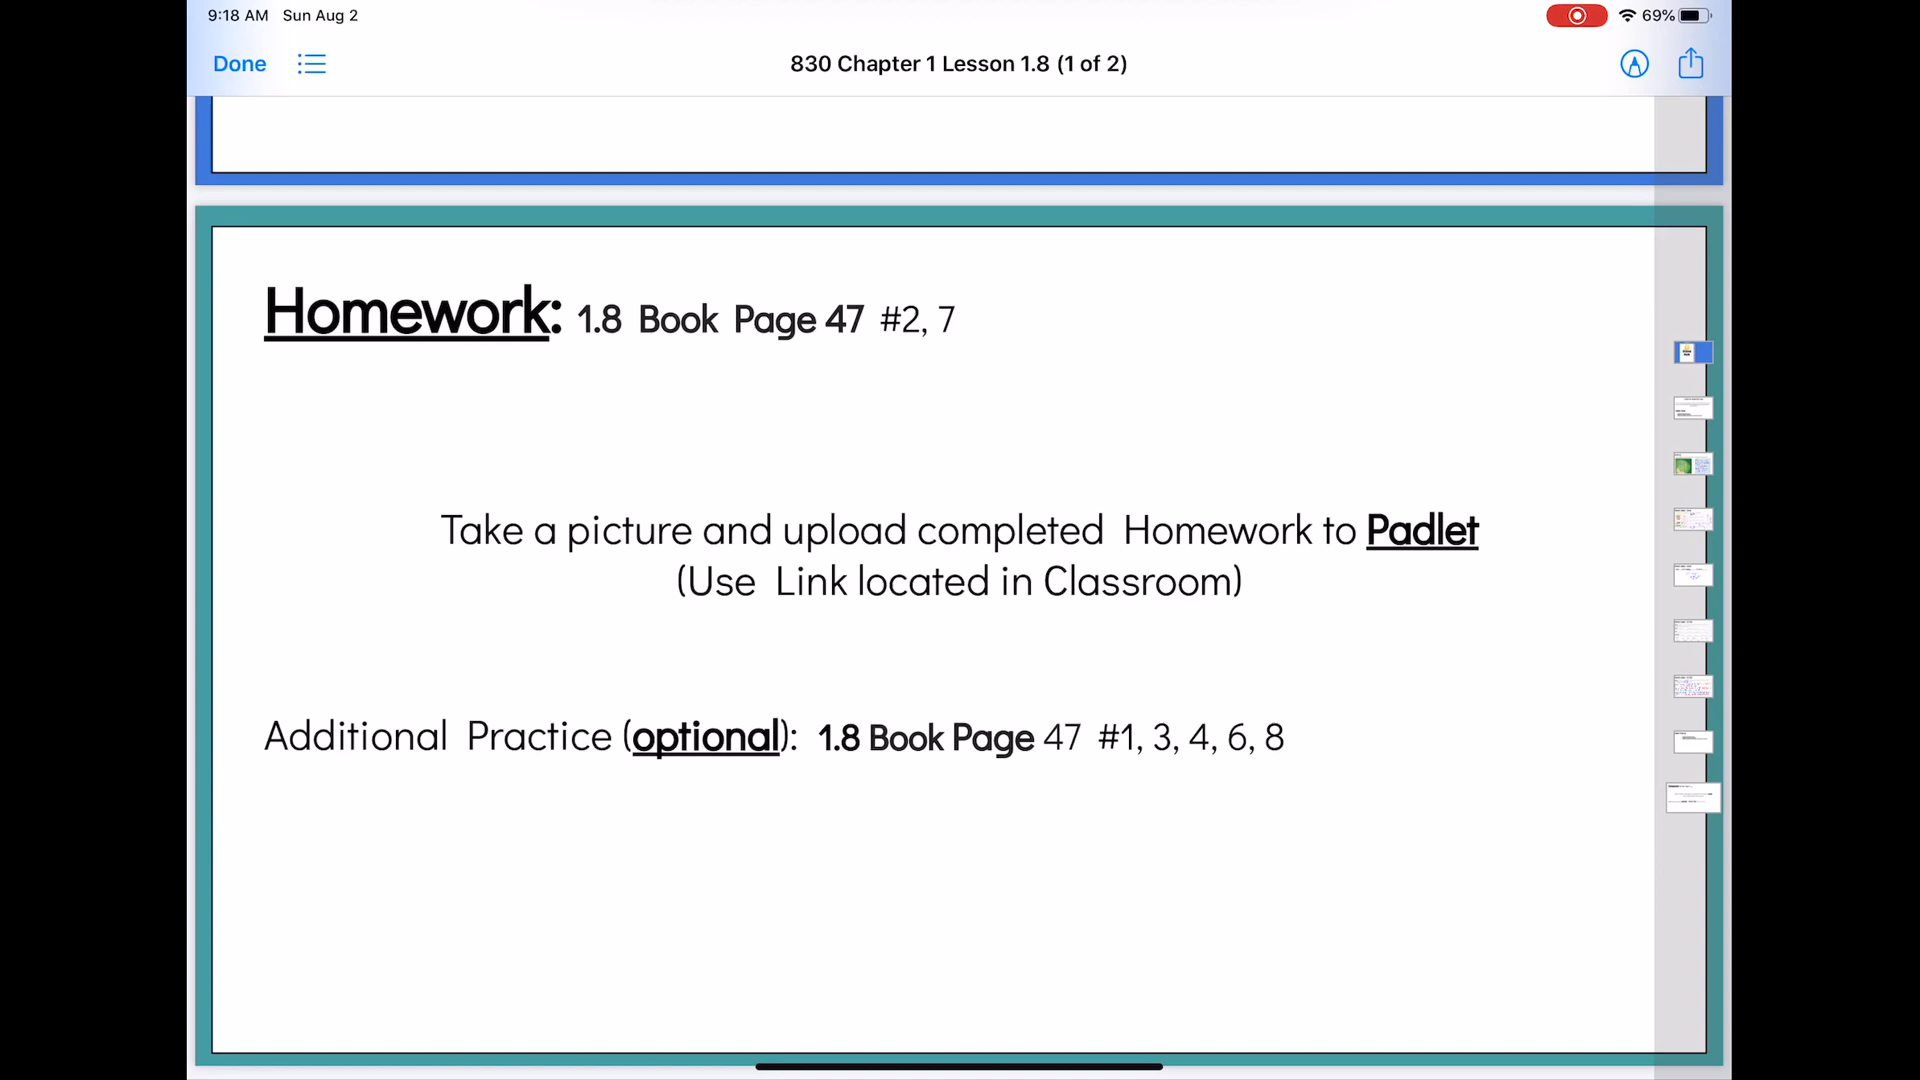 9:18 AM Sun Aug 2
69%
Done
830 Chapter 1 Lesson 1.8 (1 of 2)
Homework: 1.8 Book Page 47 #2, 7
Take a picture and upload completed Homework to Padlet
(Use Link located in Classroom)
Additional Practice (optional): 1.8 Book Page 47 #1, 3, 4, 6, 8